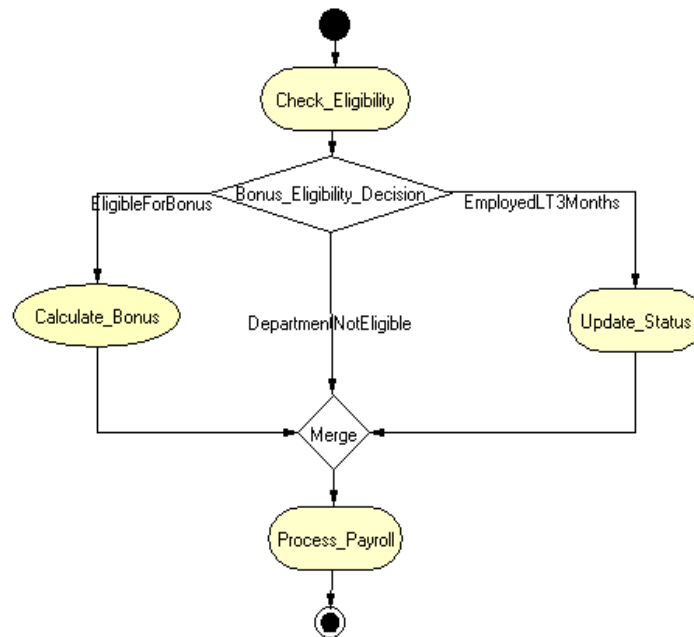 Check_Eligibility
Bonus_Eligibility_Decision
EligibleForBonus
EmployedLT3Months
Calculate_Bonus
DepartmentNotEligible
Update_Status
Merge
Process_Payroll